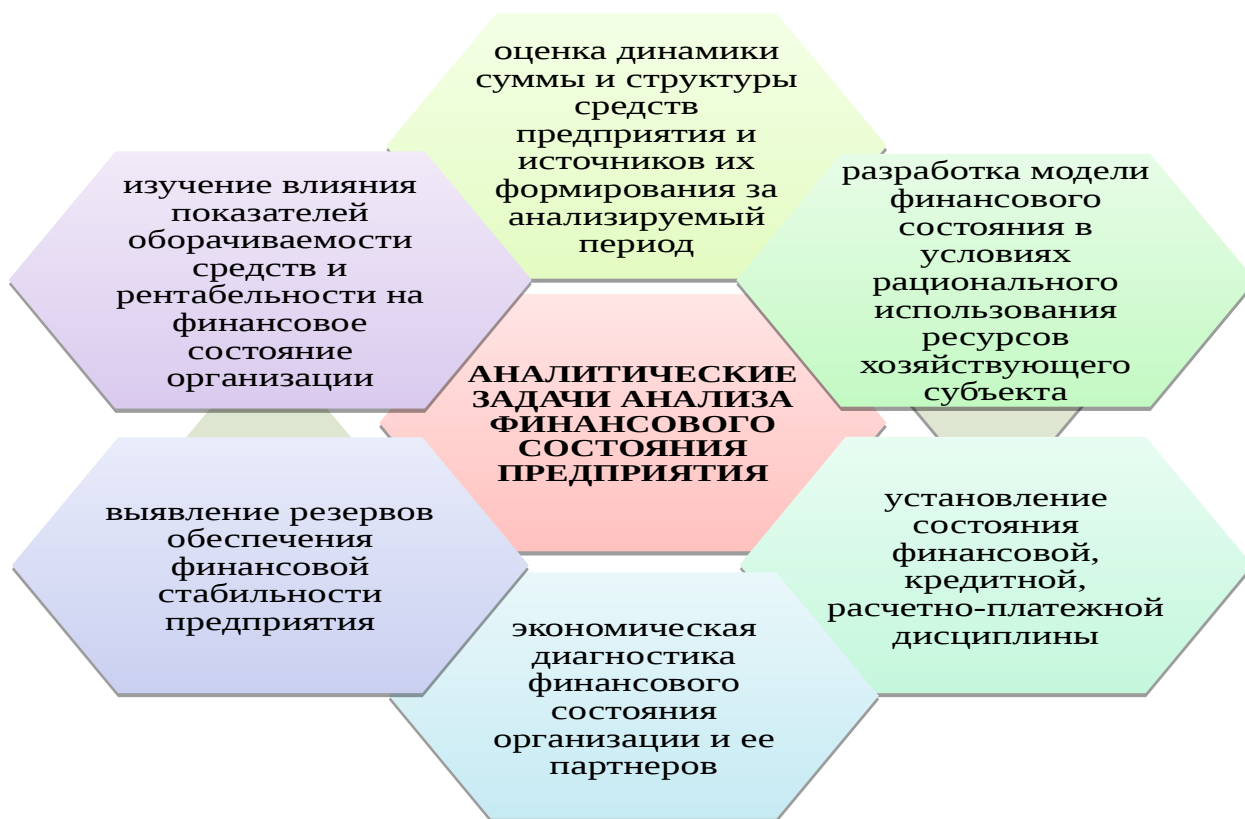 оценка динамики
суммы и структуры
средств
предприятия и
источников их
формирования за
анализируемый
период
изучение влияния
показателей
оборачиваемости
средств и
рентабельности на
финансовое
состояние
организации
разработка модели
финансового
состояния в
условиях
рационального
использования
ресурсов
хозяйствующего
субъекта
АНАЛИТИЧЕСКИЕ
ЗАДАЧИ АНАЛИЗА
ФИНАНСОВОГО
СОСТОЯНИЯ
ПРЕДПРИЯТИЯ
выявление резервов
обеспечения
финансовой
стабильности
предприятия
установление
состояния
финансовой,
кредитной,
расчетно-платежной
дисциплины
экономическая
диагностика
финансового
состояния
организации и ее
партнеров